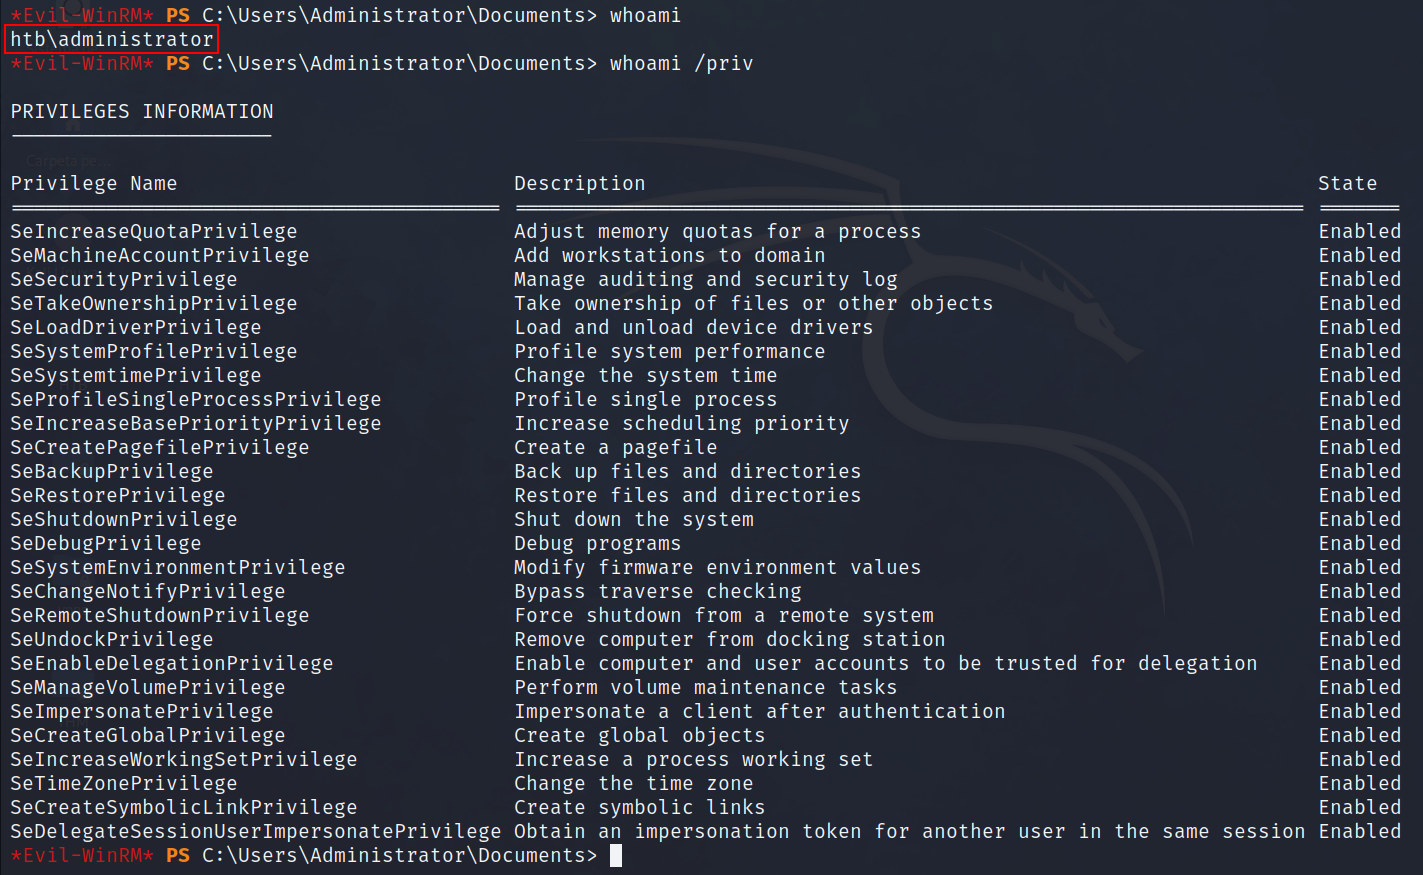 *Evil-WinRM* PS C:\Users\Administrator\Documents> whoami
htb\administrator
*Evil-WinRM* PS C:\Users\Administrator\Documents> whoami /priv
PRIVILEGES INFORMATION
----------------------
Carpeta pe...
Privilege Name Description State
========================================= ================================================================== =======
SeIncreaseQuotaPrivilege Adjust memory quotas for a process Enabled
SeMachineAccountPrivilege Add workstations to domain Enabled
SeSecurityPrivilege Manage auditing and security log Enabled
SeTakeOwnershipPrivilege Take ownership of files or other objects Enabled
SeLoadDriverPrivilege Load and unload device drivers Enabled
SeSystemProfilePrivilege Profile system performance Enabled
SeSystemtimePrivilege Change the system time Enabled
SeProfileSingleProcessPrivilege Profile single process Enabled
SeIncreaseBasePriorityPrivilege Increase scheduling priority Enabled
SeCreatePagefilePrivilege Create a pagefile Enabled
SeBackupPrivilege Back up files and directories Enabled
SeRestorePrivilege Restore files and directories Enabled
SeShutdownPrivilege Shut down the system Enabled
SeDebugPrivilege Debug programs Enabled
SeSystemEnvironmentPrivilege Modify firmware environment values Enabled
SeChangeNotifyPrivilege Bypass traverse checking Enabled
SeRemoteShutdownPrivilege Force shutdown from a remote system Enabled
SeUndockPrivilege Remove computer from docking station Enabled
SeEnableDelegationPrivilege Enable computer and user accounts to be trusted for delegation Enabled
SeManageVolumePrivilege Perform volume maintenance tasks Enabled
SeImpersonatePrivilege Impersonate a client after authentication Enabled
SeCreateGlobalPrivilege Create global objects Enabled
SeIncreaseWorkingSetPrivilege Increase a process working set Enabled
SeTimeZonePrivilege Change the time zone Enabled
SeCreateSymbolicLinkPrivilege Create symbolic links Enabled
SeDelegateSessionUserImpersonatePrivilege Obtain an impersonation token for another user in the same session Enabled
*Evil-WinRM* PS C:\Users\Administrator\Documents>